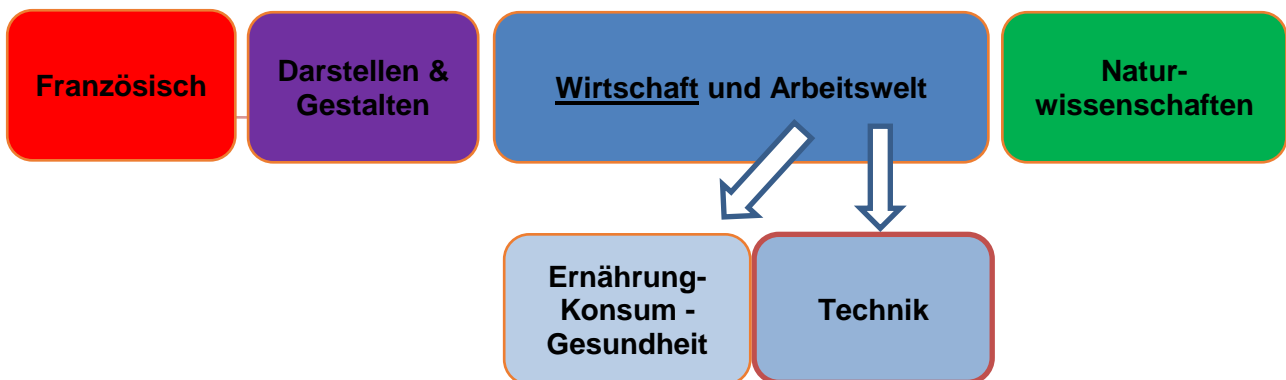 Französisch
Darstellen &
Gestalten
Wirtschaft und Arbeitswelt
Natur-
wissenschaften
Ernährung-
Konsum -
Gesundheit
Technik